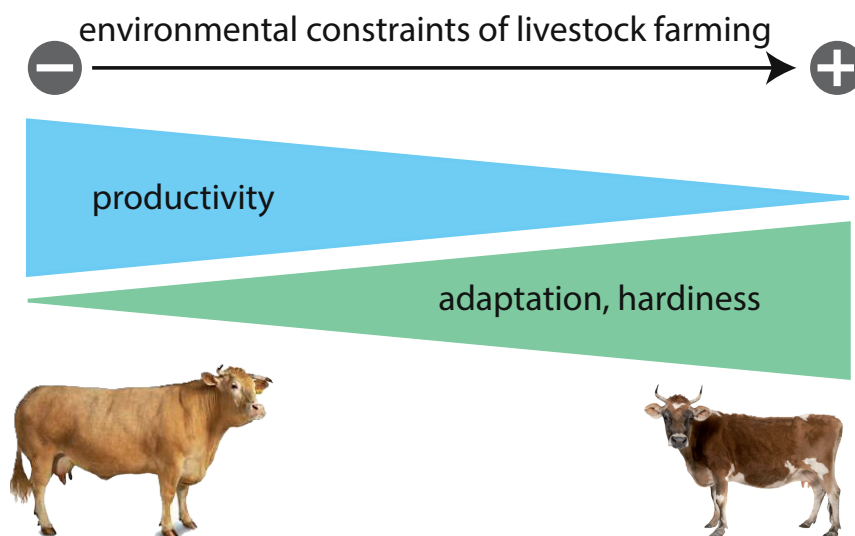 environmental constraints of livestock farming
productivity
adaptation, hardiness